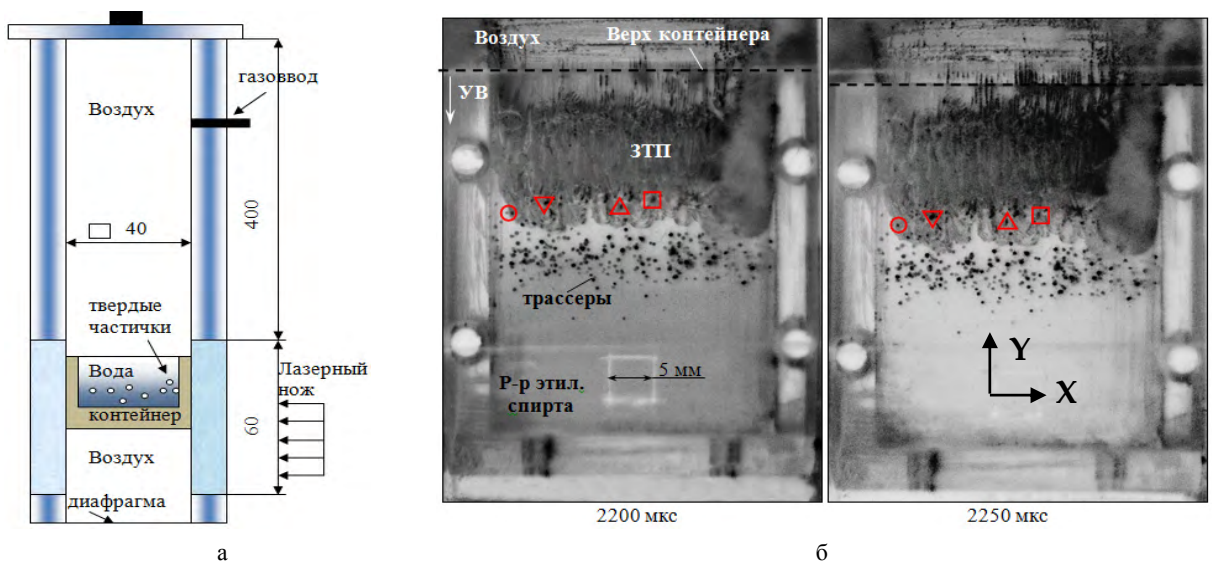 газоввод
Воздух
40
400
твердые
частички
Вода
контейнер
Лазерный
нож
60
Воздух
диафрагма
а
Воздух
Верх контейнера
УВ
ЗТП
трассеры
5 мм
Р-р этил.
спирта
2200 мкс
Y
X
2250 мкс
б